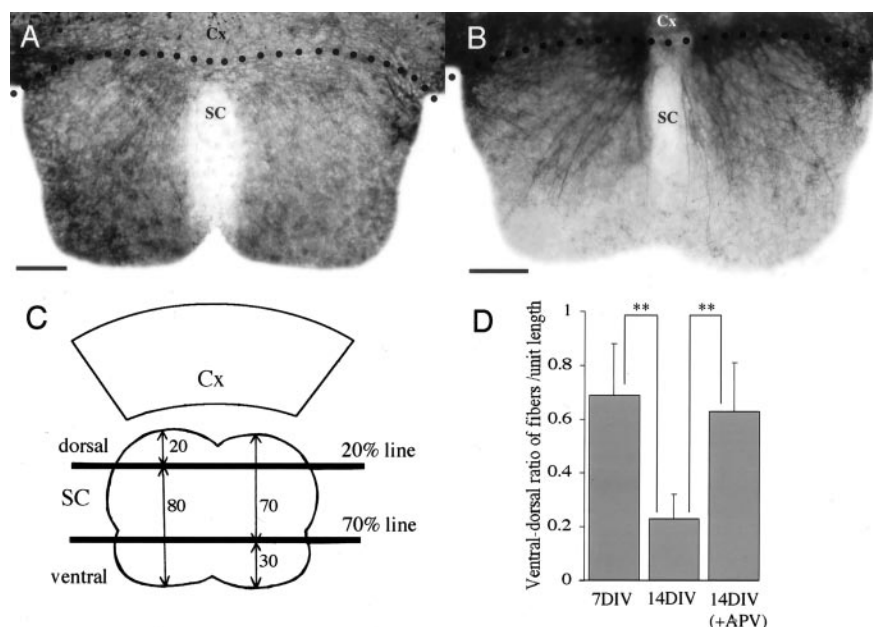 A
Cx
SC
B
Cx
SC
C
Cx
dorsal
20
20% line
SC
80
70
70% line
ventral
30
D
Ventral-dorsal ratio of fibers /unit length
1
0.8
0.6
0.4
0.2
0
**
**
7DIV
14DIV
14DIV
(+APV)